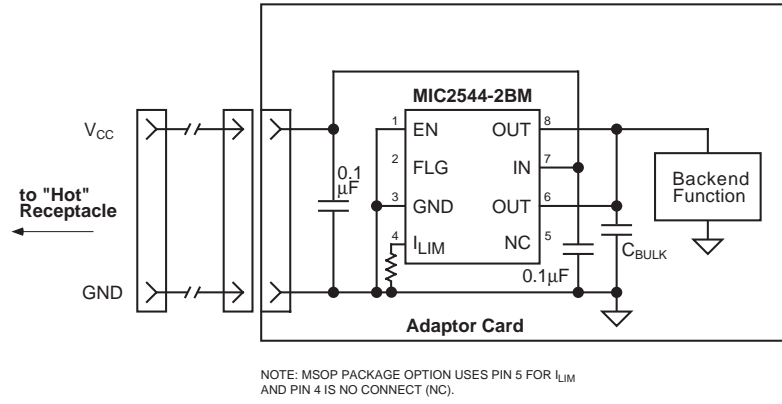 MIC2544-2BM
VCC
1 EN OUT 8
2 FLG IN 7
0.1
µF
3 GND OUT 6
4 ILIM NC 5
Backend
Function
to "Hot"
Receptacle
CBULK
0.1µF
GND
Adaptor Card
NOTE: MSOP PACKAGE OPTION USES PIN 5 FOR ILIM
AND PIN 4 IS NO CONNECT (NC).